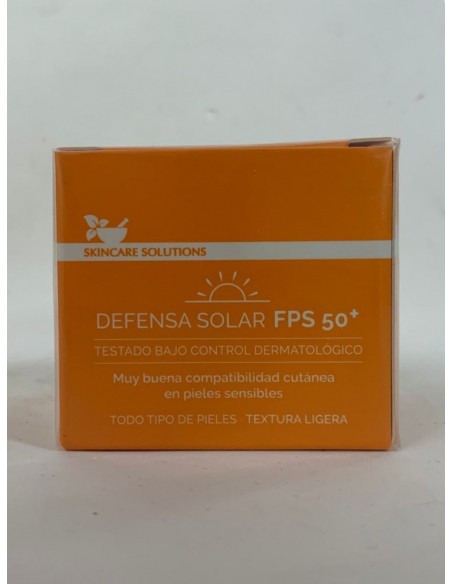 SKINCARE SOLUTIONS
DEFENSA SOLAR FPS 50+
TESTADO BAJO CONTROL DERMATOLÓGICO
Muy buena compatibilidad cutánea
en pieles sensibles
TODO TIPO DE PIELES TEXTURA LIGERA